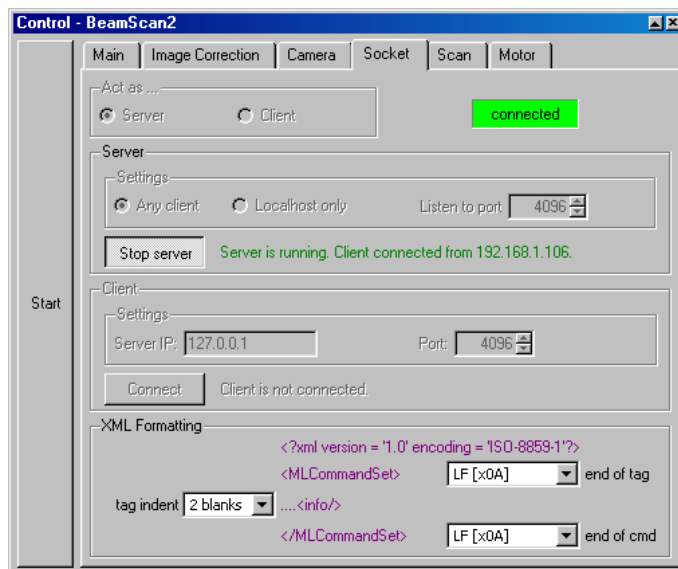 Control - BeamScan2
Main Image Correction Camera Socket Scan Motor
Act as ...
Server Client connected
Server
Settings
Any client Localhost only Listen to port 4096
Stop server Server is running. Client connected from 192.168.1.106.
Start
Client
Settings
Server IP: 127.0.0.1 Port: 4096
Connect Client is not connected.
XML Formatting
<?xml version = '1.0' encoding = 'ISO-8859-1'?>
<MLCommandSet> LF [x0A] end of tag
tag indent 2 blanks ....<info/>
</MLCommandSet> LF [x0A] end of cmd